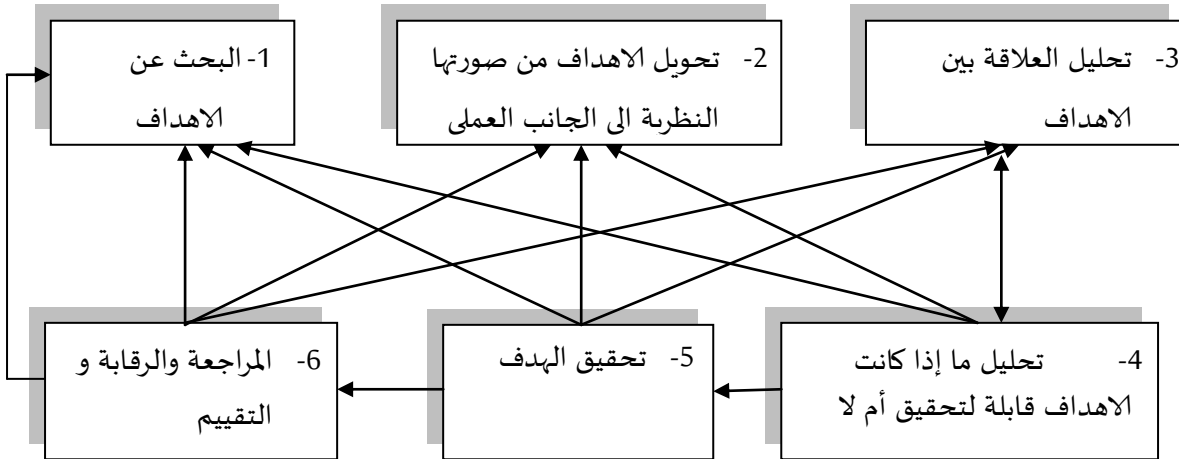 1- البحث عن
الاهداف
2- تحويل الاهداف من صورتها
النظرية الى الجانب العملي
3- تحليل العلاقة بين
الاهداف
4- تحليل ما إذا كانت
الاهداف قابلة لتحقيق أم لا
5- تحقيق الهدف
6- المراجعة والرقابة و
التقييم